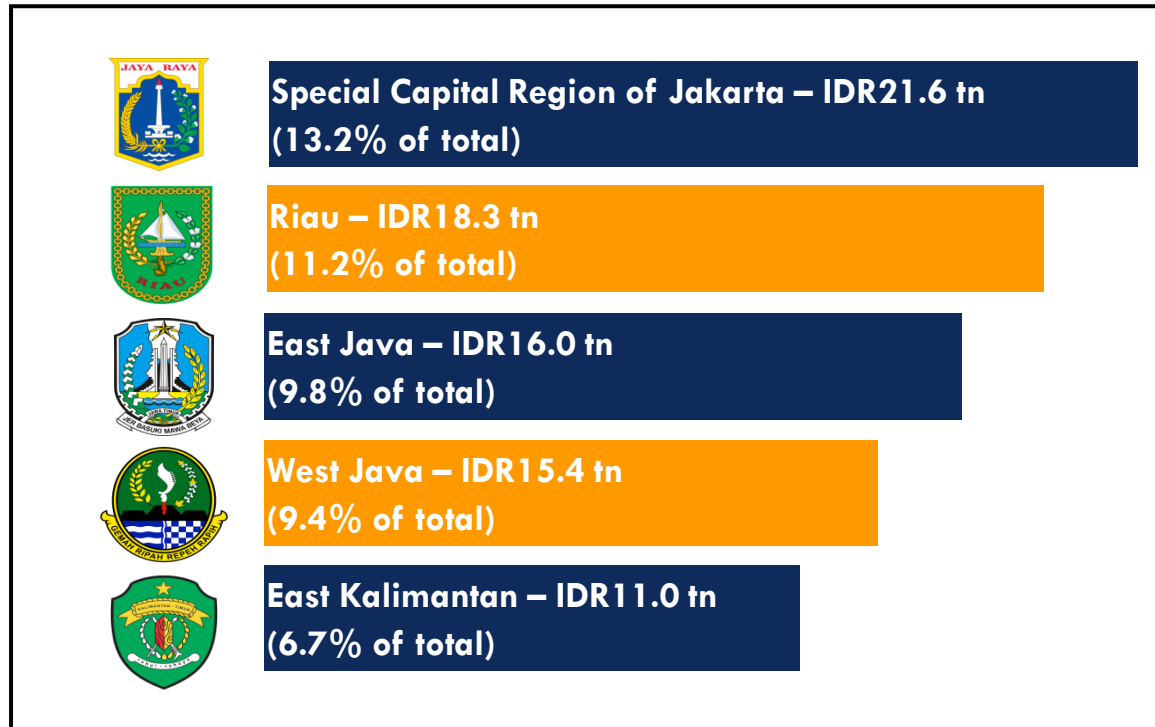 JAYA RAYA
Special Capital Region of Jakarta – IDR21.6 tn
(13.2% of total)
RIAU
Riau – IDR18.3 tn
(11.2% of total)
JAWA TIMUR
JER BASUKI MAWA BEYA
East Java – IDR16.0 tn
(9.8% of total)
GEMAH RIPAH REPEH RAPIH
West Java – IDR15.4 tn
(9.4% of total)
KALIMANTAN - TIMUR
East Kalimantan – IDR11.0 tn
(6.7% of total)